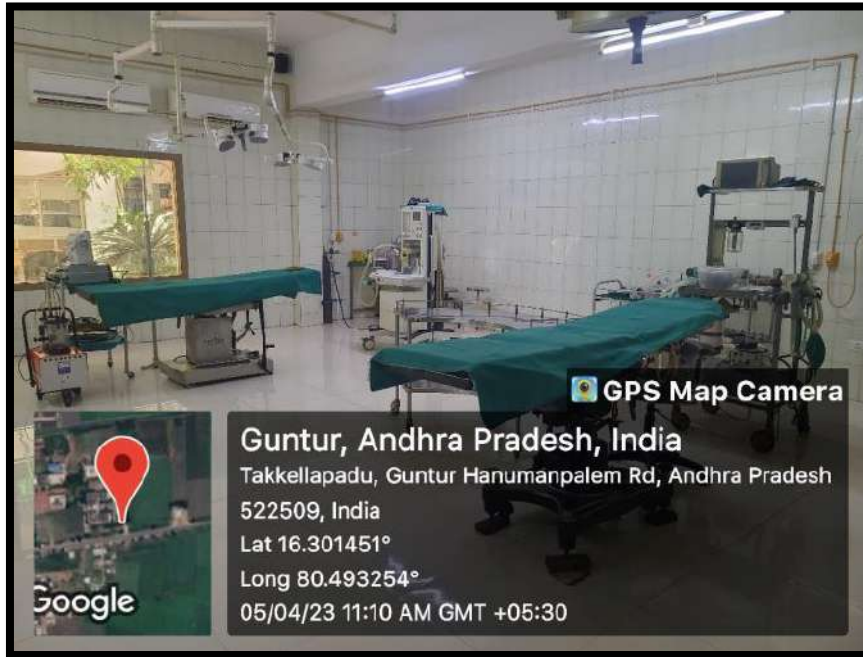 GPS Map Camera
Guntur, Andhra Pradesh, India
Takkellapadu, Guntur Hanumanpalem Rd, Andhra Pradesh
522509, India
Lat 16.301451°
Long 80.493254°
05/04/23 11:10 AM GMT +05:30
Google